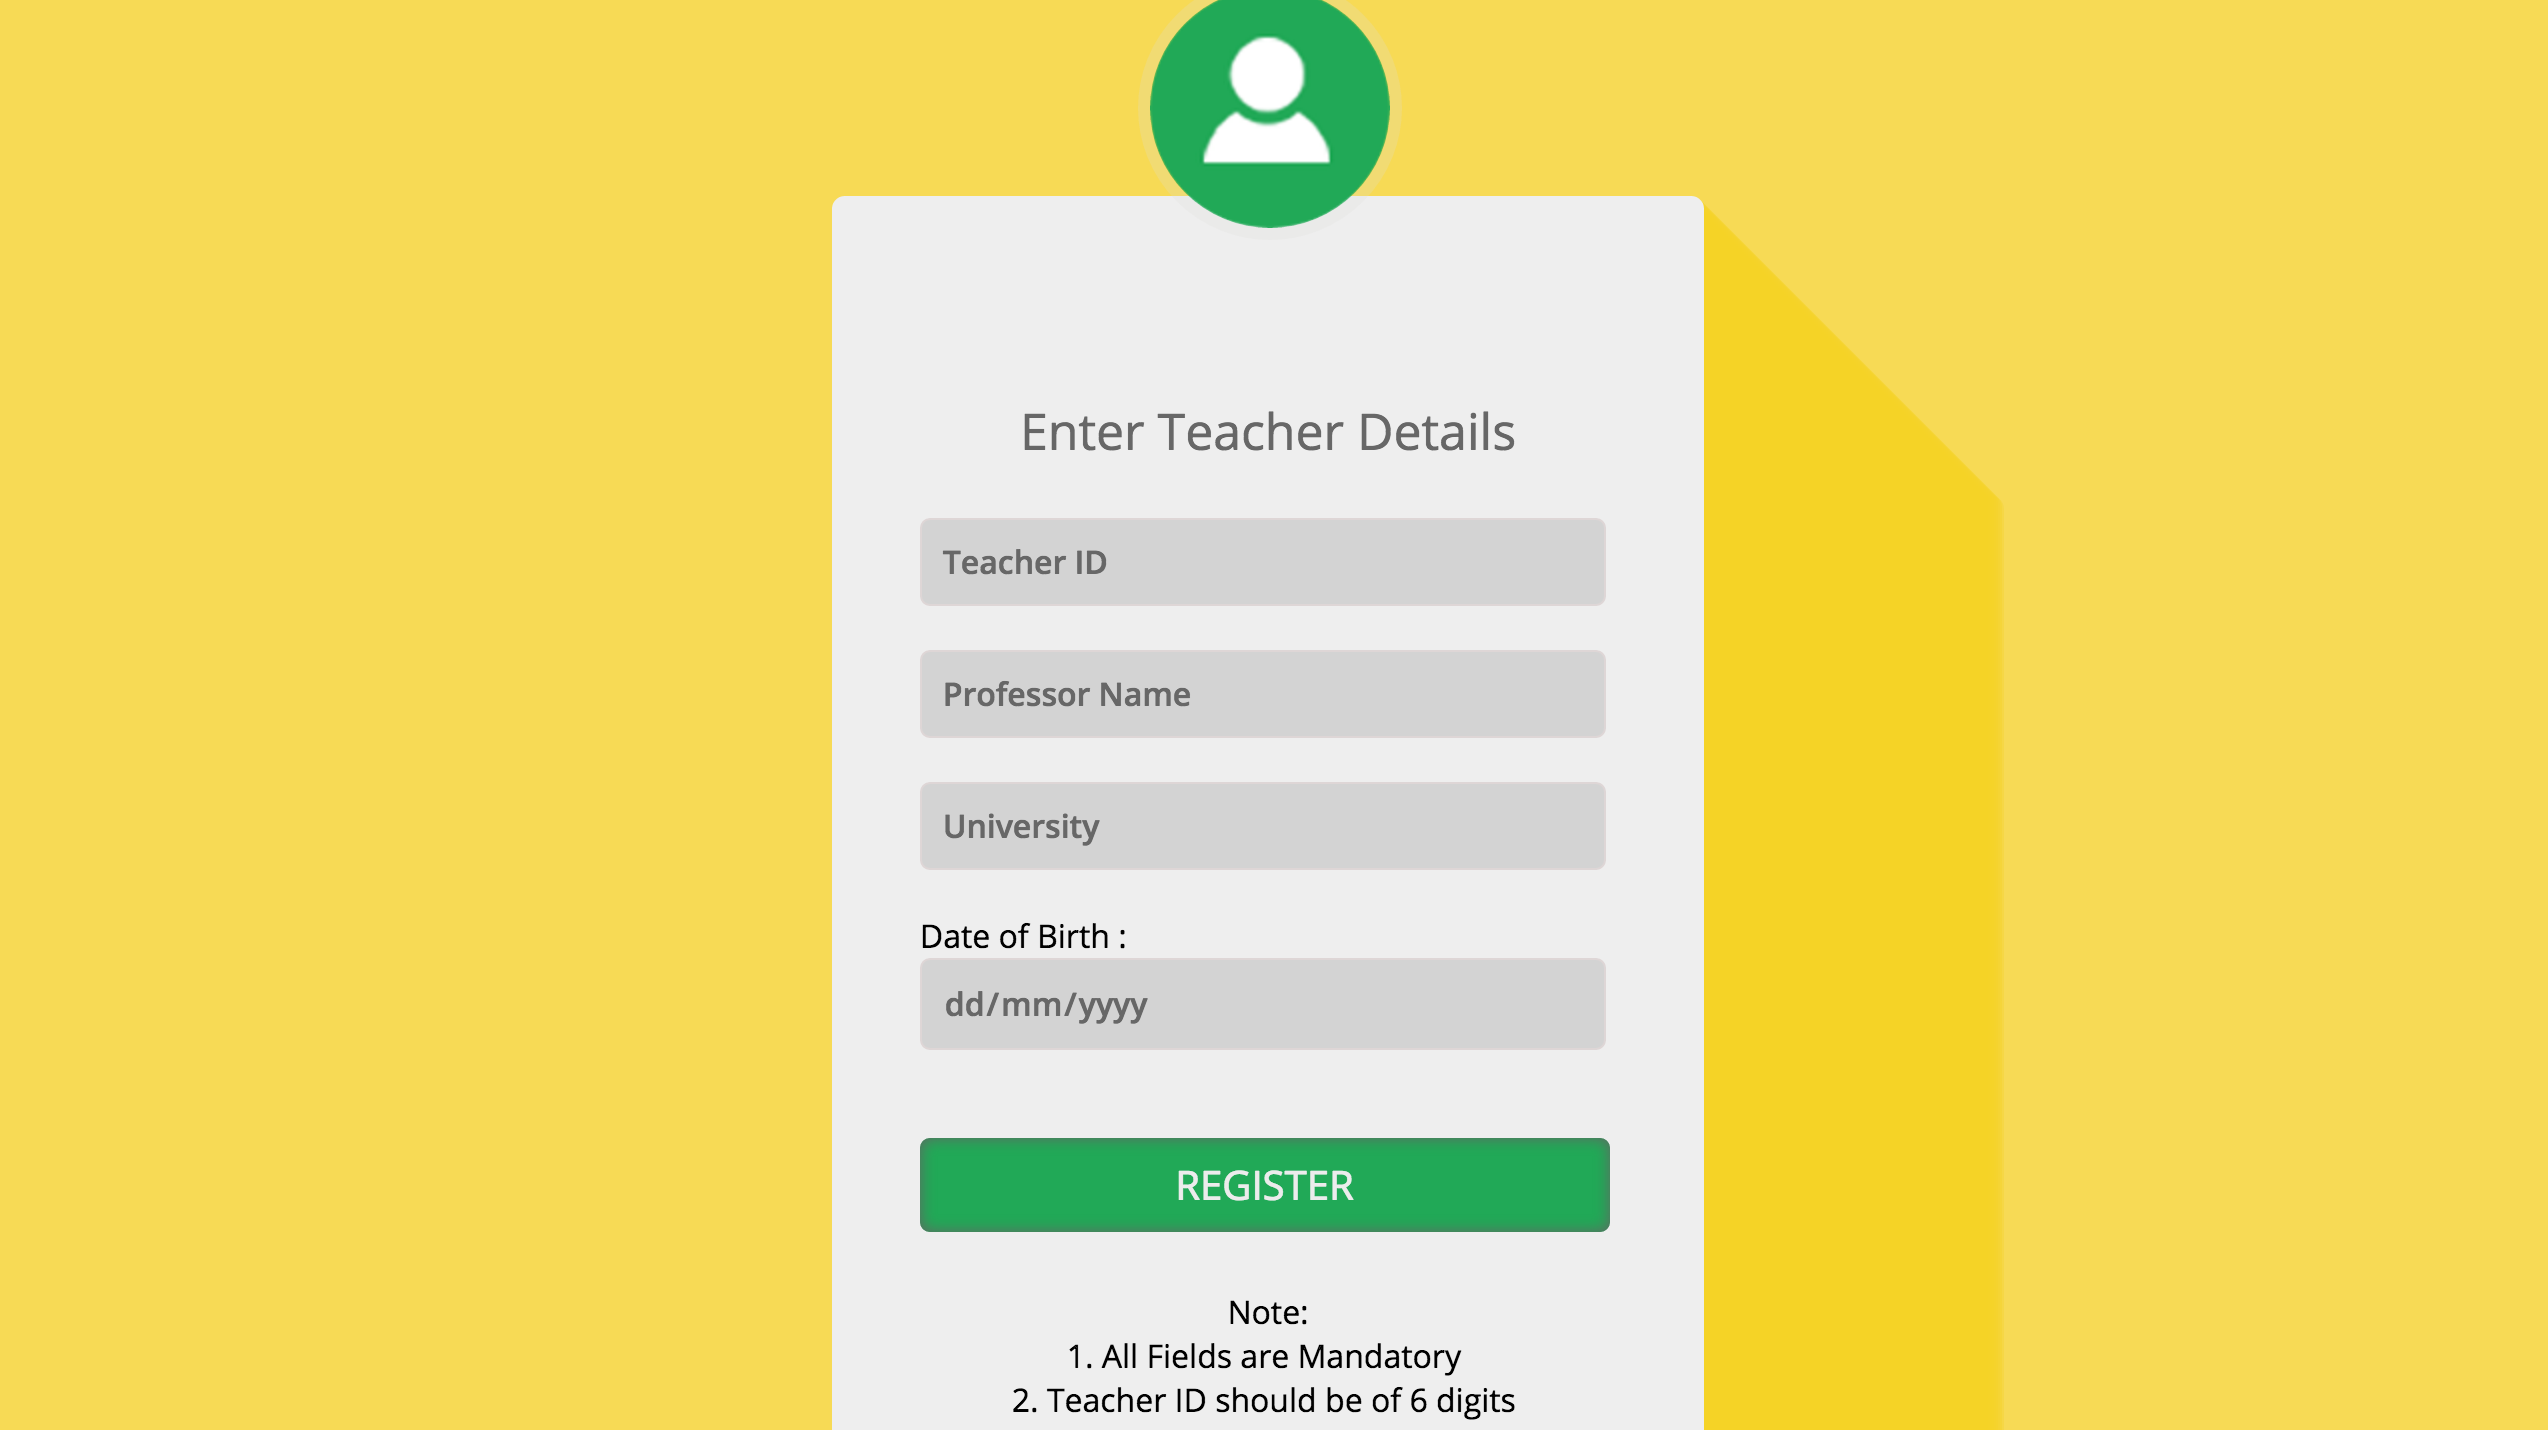 Enter Teacher Details
Teacher ID
Professor Name
University
Date of Birth :
dd/mm/yyyy
REGISTER
Note:
1. All Fields are Mandatory
2. Teacher ID should be of 6 digits